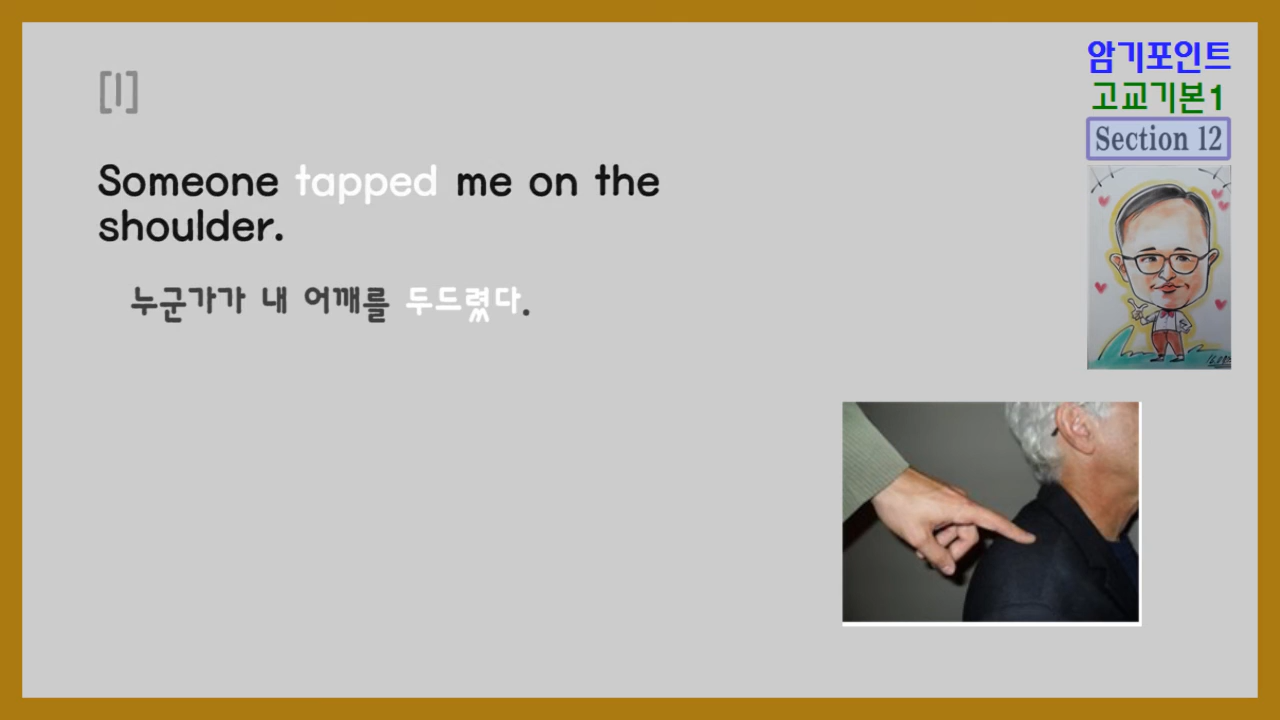 [1]
Someone tapped me on the
shoulder.
누군가가 내 어깨를 두드렸다.
암기포인트
고교기본1
Section 12